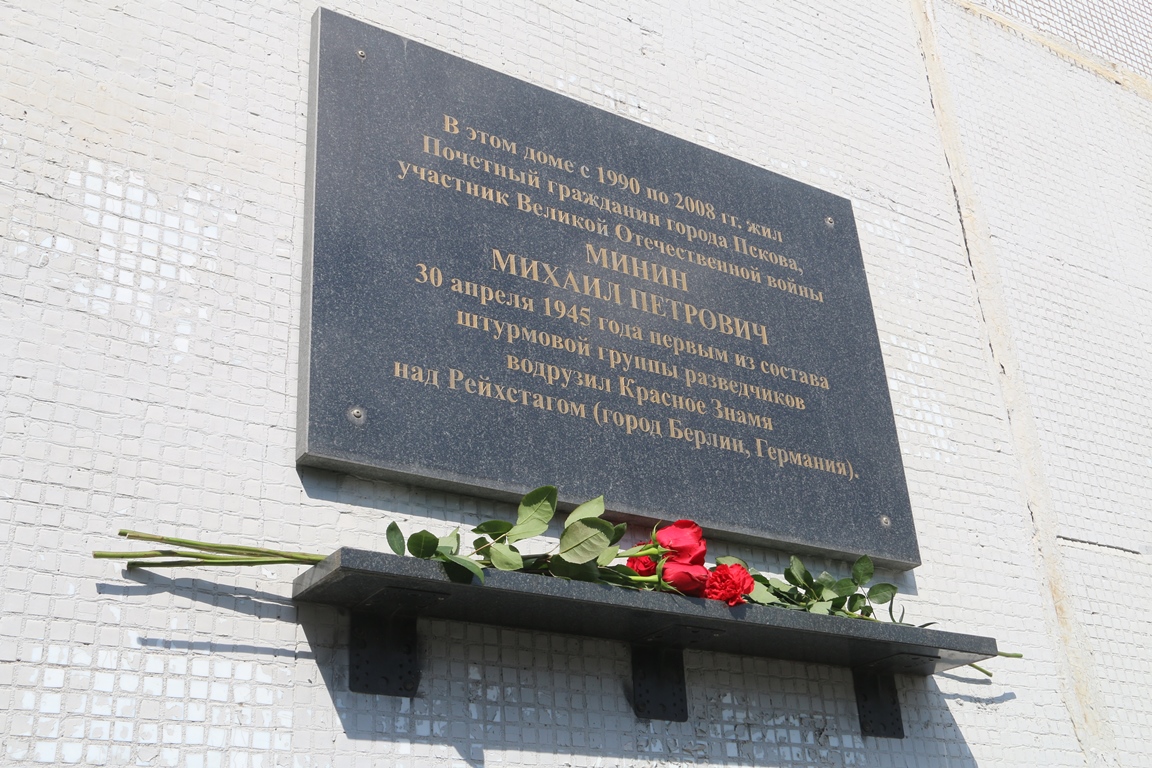 В этом доме с 1990 по 2008 гг. жил
Почетный гражданин города Пскова,
участник Великой Отечественной войны
МИНИН
МИХАИЛ ПЕТРОВИЧ
30 апреля 1945 года первым из состава
штурмовой группы разведчиков
водрузил Красное Знамя
над Рейхстагом (город Берлин, Германия).